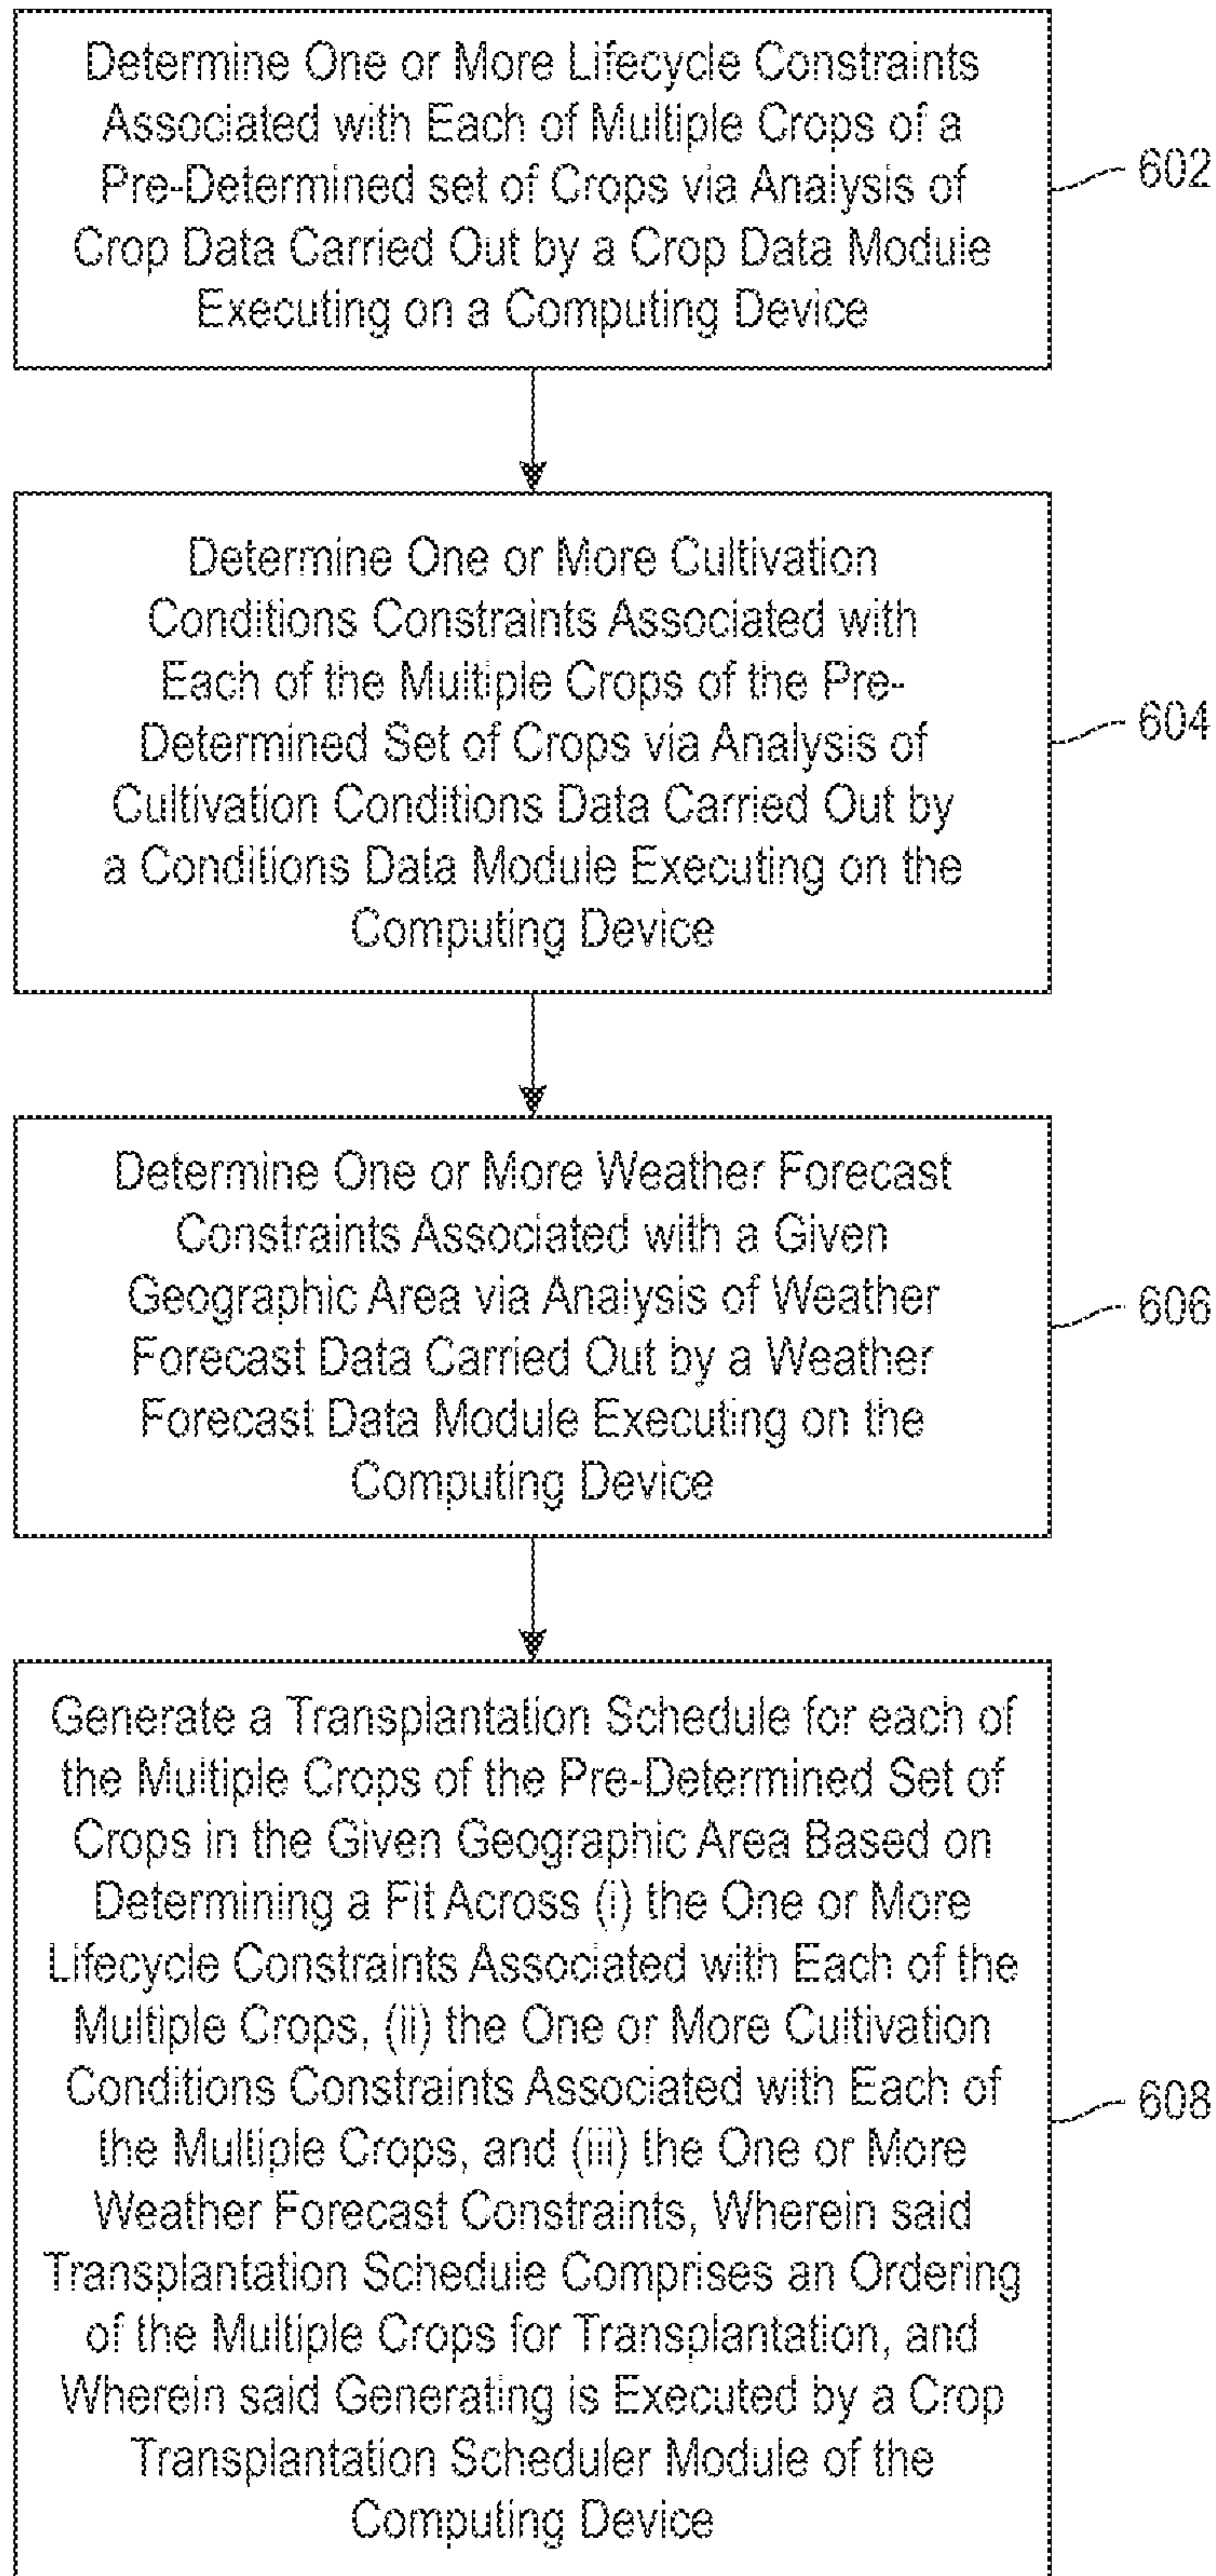 Determine One or More Lifecycle Constraints
Associated with Each of Multiple Crops of a
Pre-Determined set of Crops via Analysis of
Crop Data Carried Out by a Crop Data Module
Executing on a Computing Device
602
Determine One or More Cultivation
Conditions Constraints Associated with
Each of the Multiple Crops of the Pre-
Determined Set of Crops via Analysis of
Cultivation Conditions Data Carried Out by
a Conditions Data Module Executing on the
Computing Device
604
Determine One or More Weather Forecast
Constraints Associated with a Given
Geographic Area via Analysis of Weather
Forecast Data Carried Out by a Weather
Forecast Data Module Executing on the
Computing Device
606
Generate a Transplantation Schedule for each of
the Multiple Crops of the Pre-Determined Set of
Crops in the Given Geographic Area Based on
Determining a Fit Across (i) the One or More
Lifecycle Constraints Associated with Each of the
Multiple Crops, (ii) the One or More Cultivation
Conditions Constraints Associated with Each of
the Multiple Crops, and (iii) the One or More
Weather Forecast Constraints, Wherein said
Transplantation Schedule Comprises an Ordering
of the Multiple Crops for Transplantation, and
Wherein said Generating is Executed by a Crop
Transplantation Scheduler Module of the
Computing Device
608